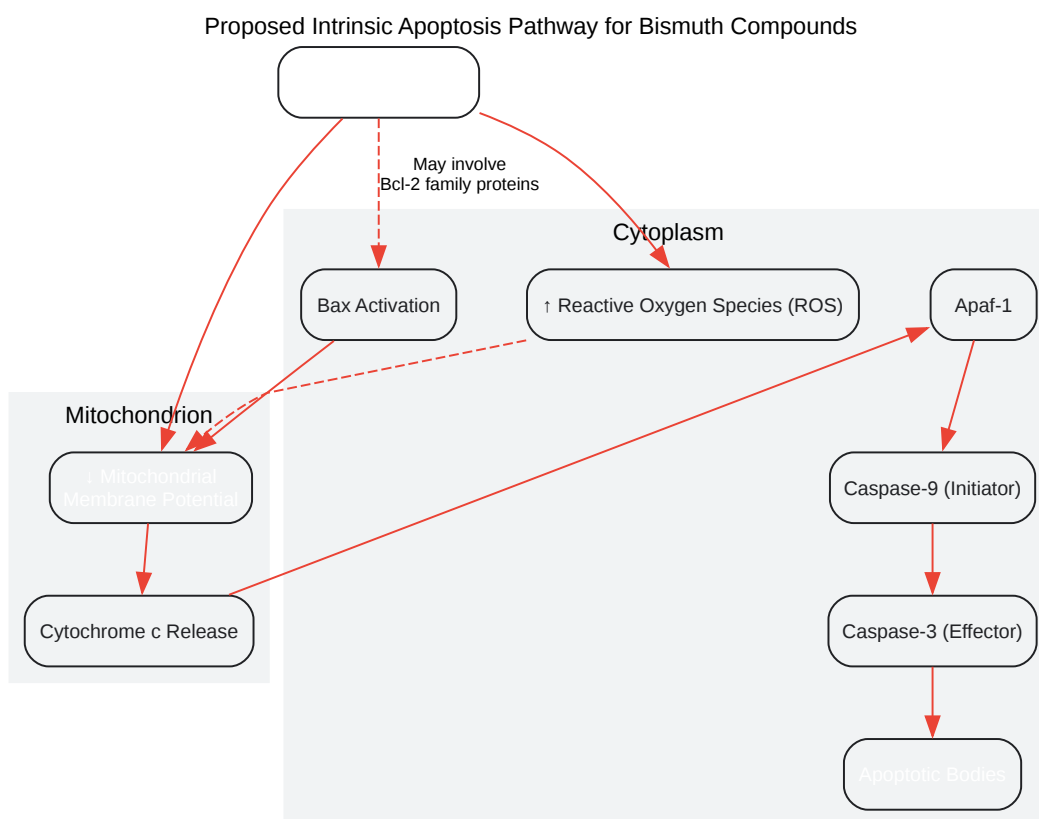 Proposed Intrinsic Apoptosis Pathway for Bismuth Compounds
May involve
Bcl-2 family proteins
Cytoplasm
Bax Activation
↑ Reactive Oxygen Species (ROS)
Apaf-1
Mitochondrion
↓ Mitochondrial
Membrane Potential
Caspase-9 (Initiator)
Cytochrome c Release
Caspase-3 (Effector)
Apoptotic Bodies